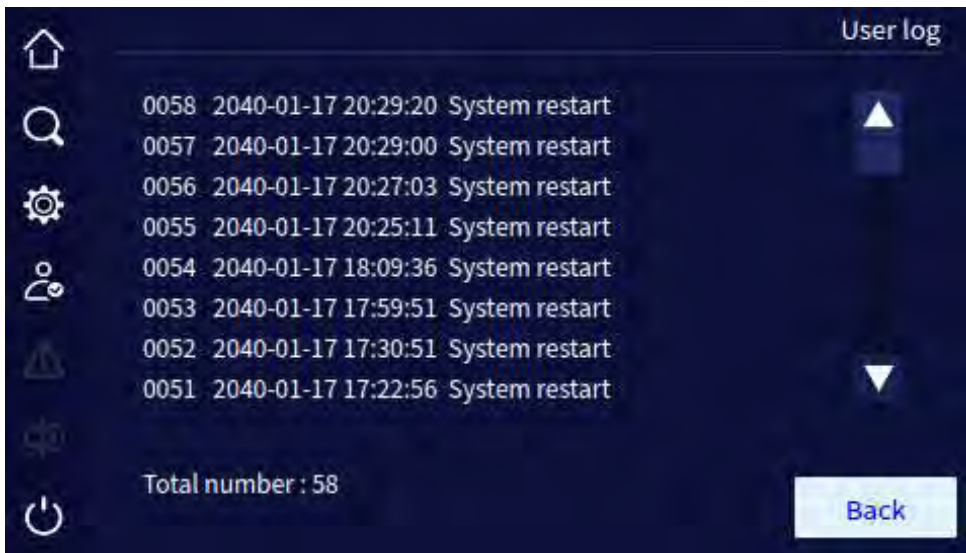 User log
0058 2040-01-17 20:29:20 System restart
0057 2040-01-17 20:29:00 System restart
0056 2040-01-17 20:27:03 System restart
0055 2040-01-17 20:25:11 System restart
0054 2040-01-17 18:09:36 System restart
0053 2040-01-17 17:59:51 System restart
0052 2040-01-17 17:30:51 System restart
0051 2040-01-17 17:22:56 System restart
Total number : 58
Back